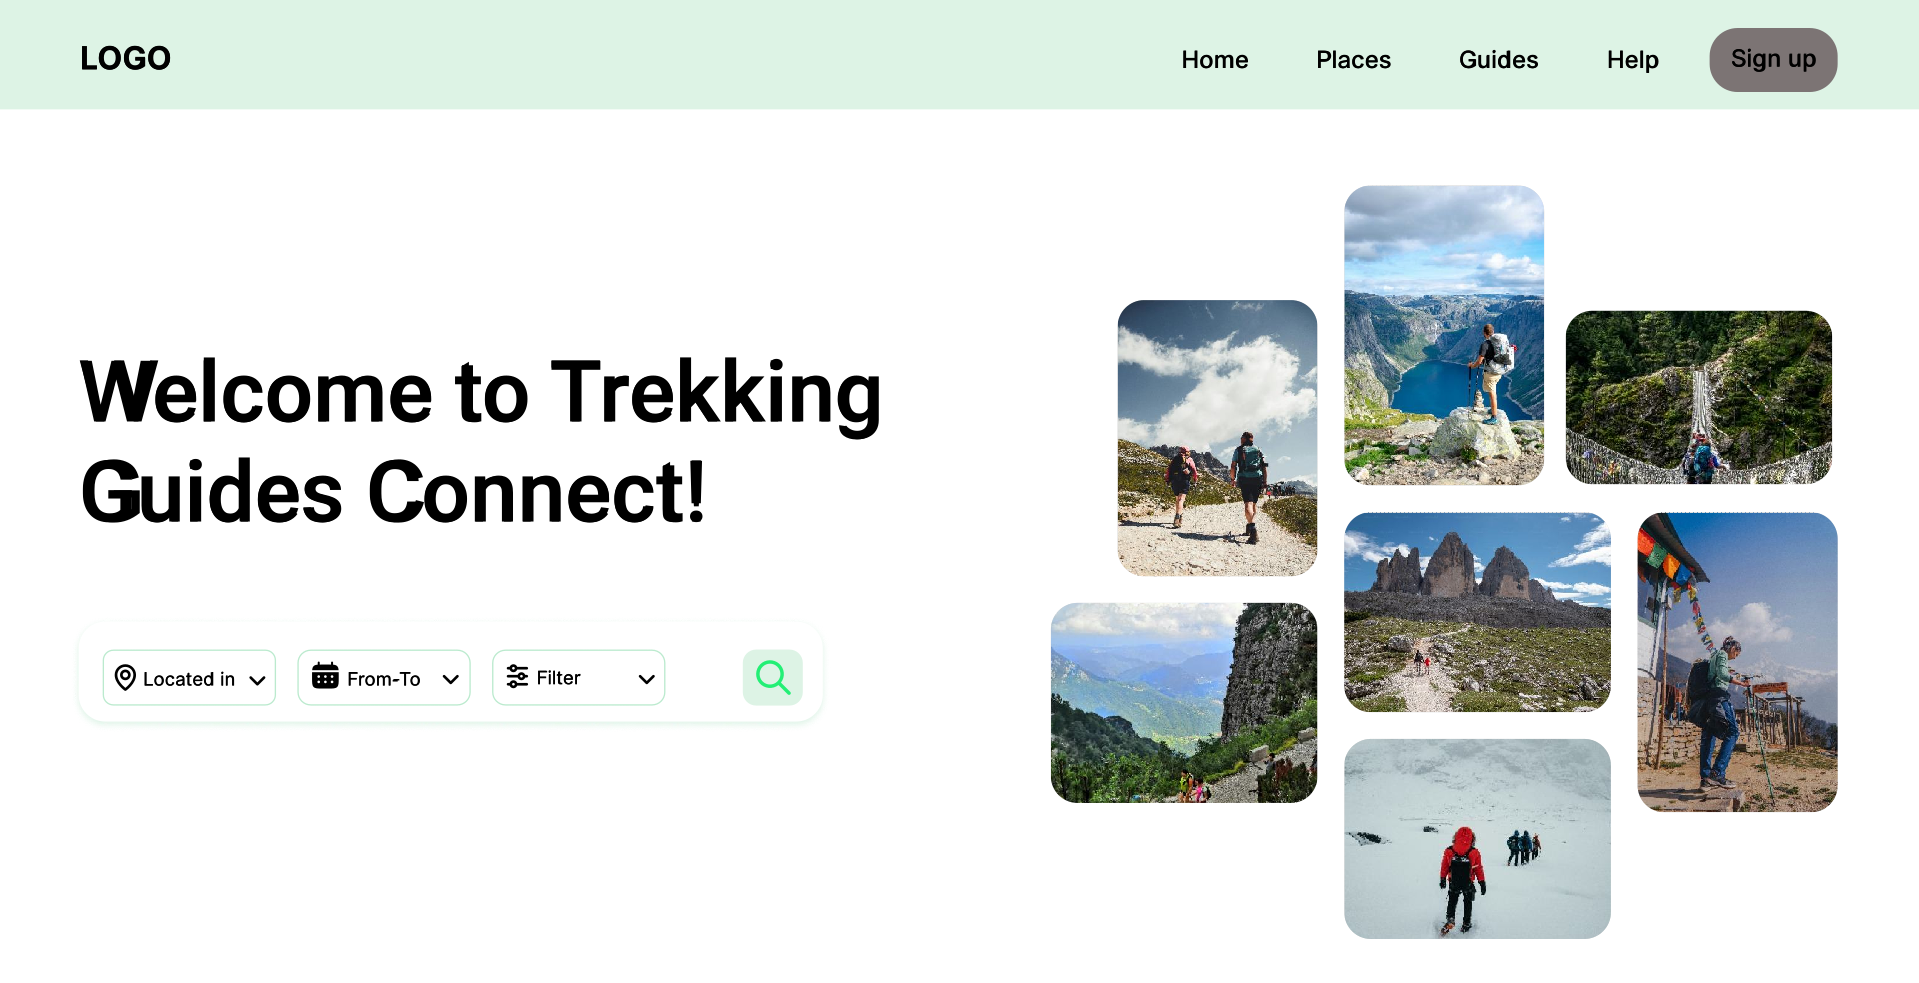 LOGO
Home Places Guides Help Sign up
Welcome to Trekking
Guides Connect!
Located in From-To Filter